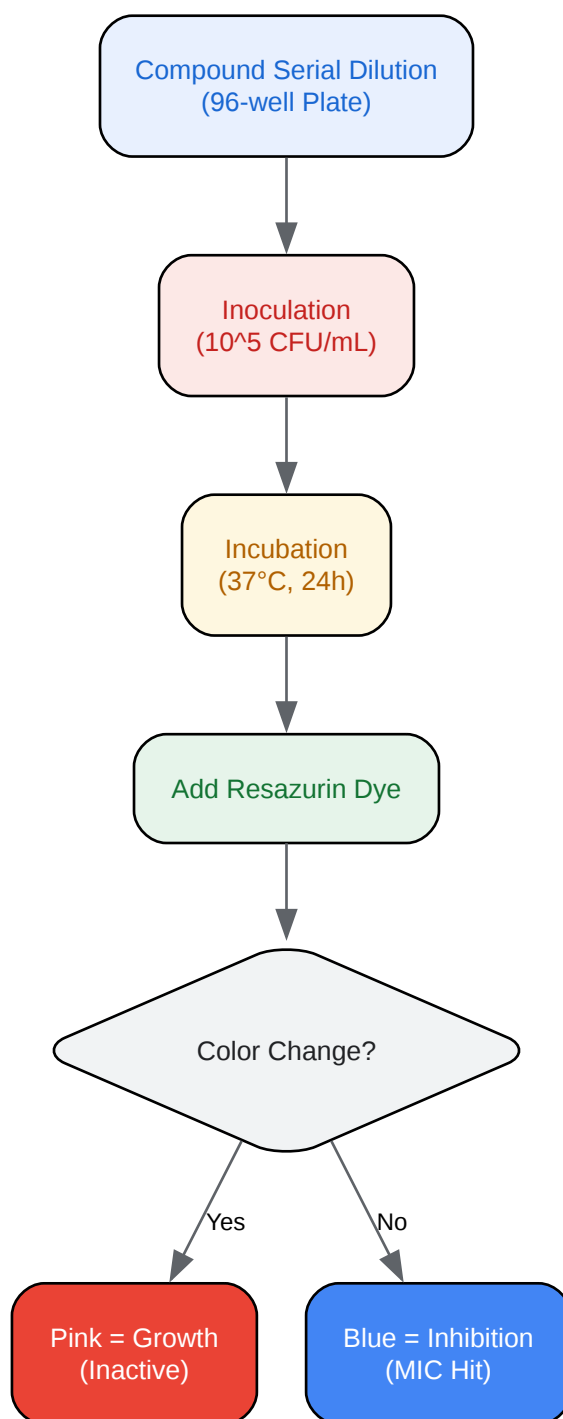 Compound Serial Dilution
(96-well Plate)
Inoculation
(10^5 CFU/mL)
Incubation
(37°C, 24h)
Add Resazurin Dye
Color Change?
Yes
No
Pink = Growth
(Inactive)
Blue = Inhibition
(MIC Hit)